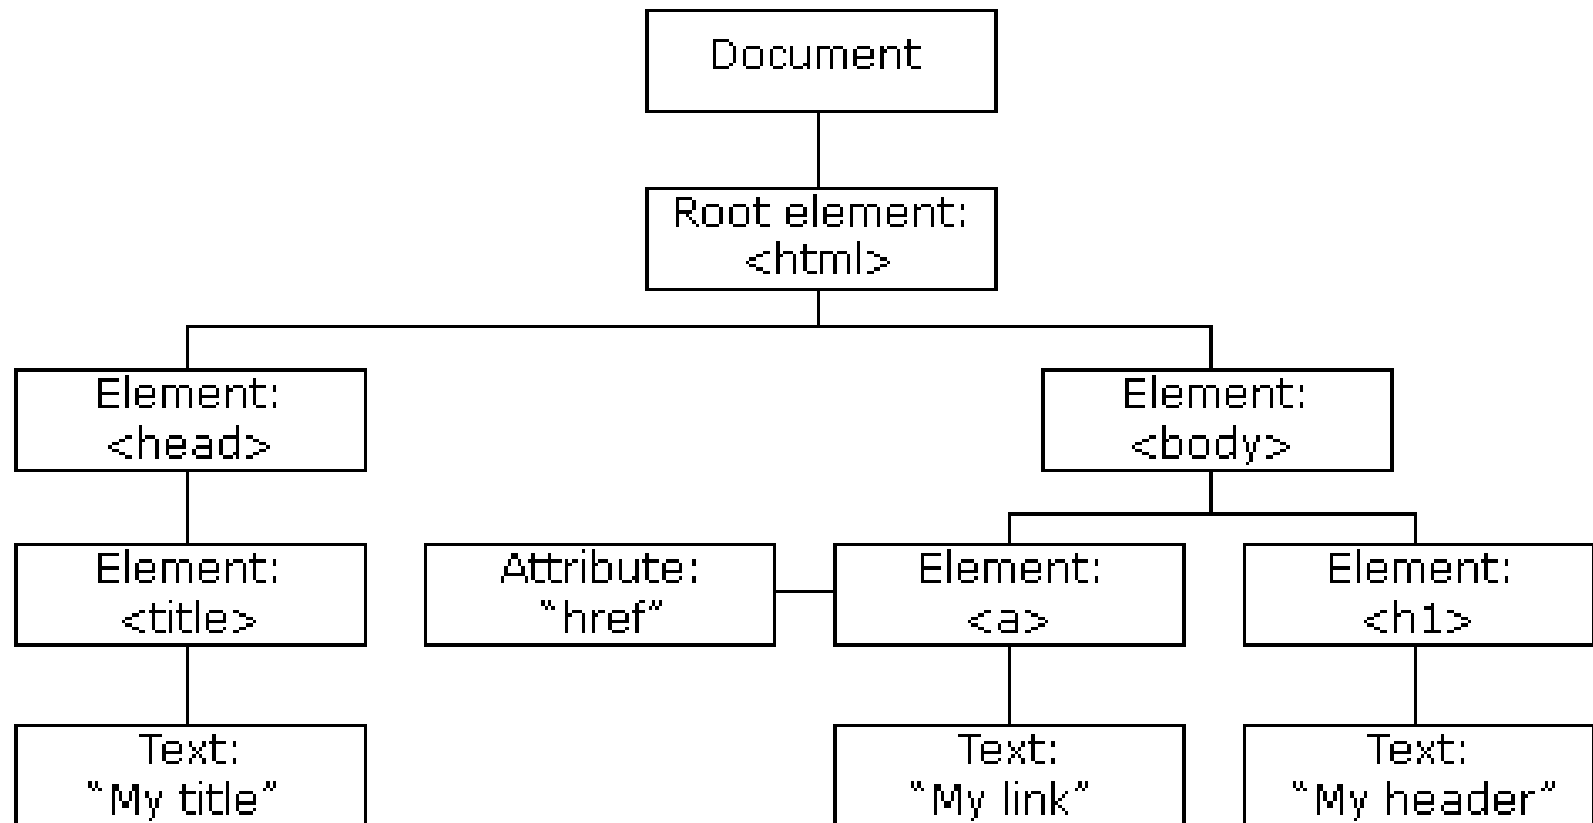 Document
Root element:
<html>
Element:
<head>
Element:
<body>
Element:
<title>
Attribute:
“href”
Element:
<a>
Element:
<h1>
Text:
“My title”
Text:
“My link”
Text:
“My header”